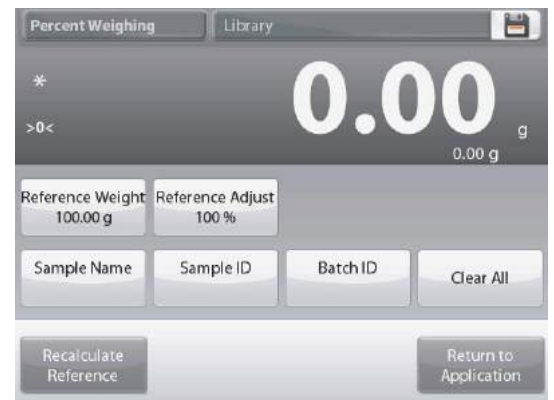 Percent Weighing
Library
*
>0<
0.00 g
0.00 g
Reference Weight
100.00 g
Reference Adjust
100 %
Sample Name
Sample ID
Batch ID
Clear All
Recalculate
Reference
Return to
Application